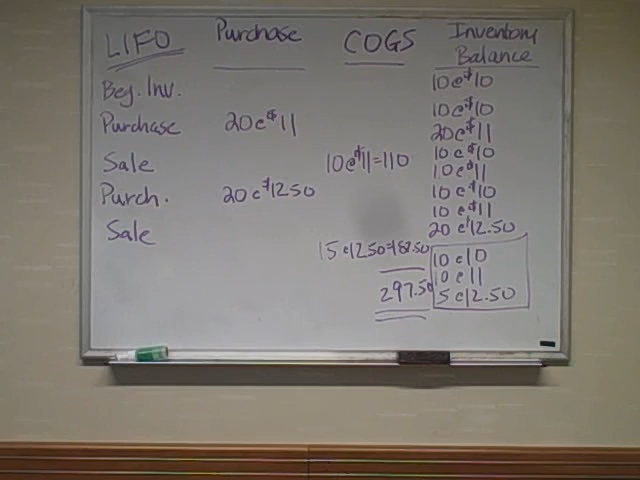 LIFO Purchase COGS Inventory Balance
Beg. Inv. 10@$10
10@$10
Purchase 20@$11 20@$11
Sale 10@$11=110 10@$10
10@$11
Purch. 20@$12.50 10@$10
10@$11
20@$12.50
Sale
15@12.50=187.50 10@10
10@11
297.50 5@12.50